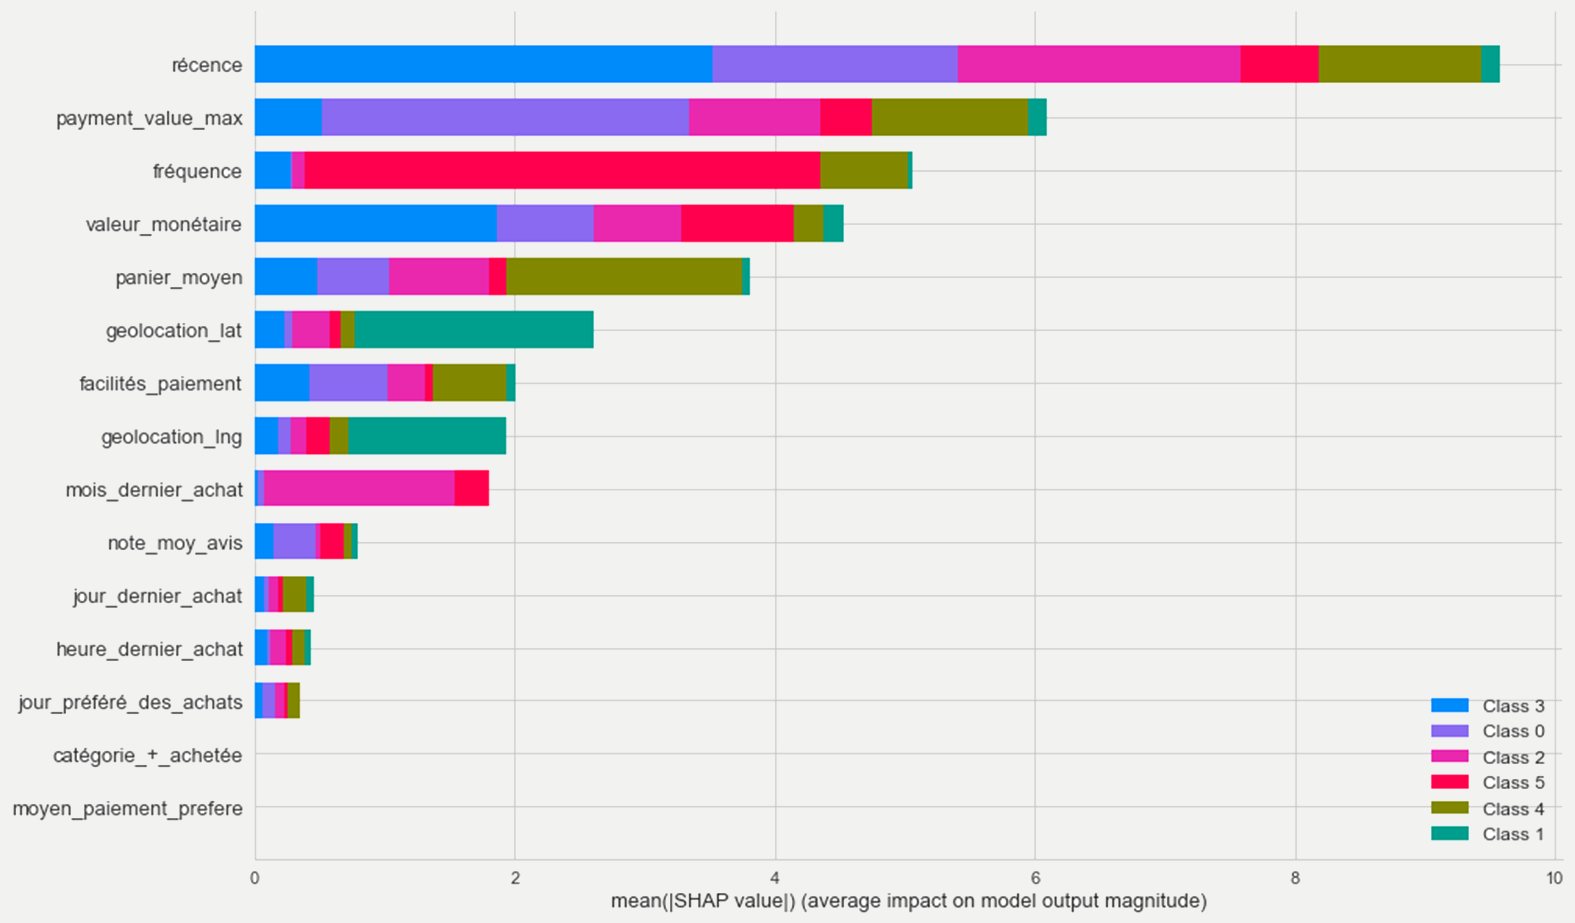 récence
payment_value_max
fréquence
valeur_monétaire
panier_moyen
geolocation_lat
facilités_paiement
geolocation_lng
mois_dernier_achat
note_moy_avis
jour_dernier_achat
heure_dernier_achat
jour_préféré_des_achats
catégorie_+_achetée
moyen_paiement_prefere
Class 3
Class 0
Class 2
Class 5
Class 4
Class 1
0 2 4 6 8 10
mean(|SHAP value|) (average impact on model output magnitude)